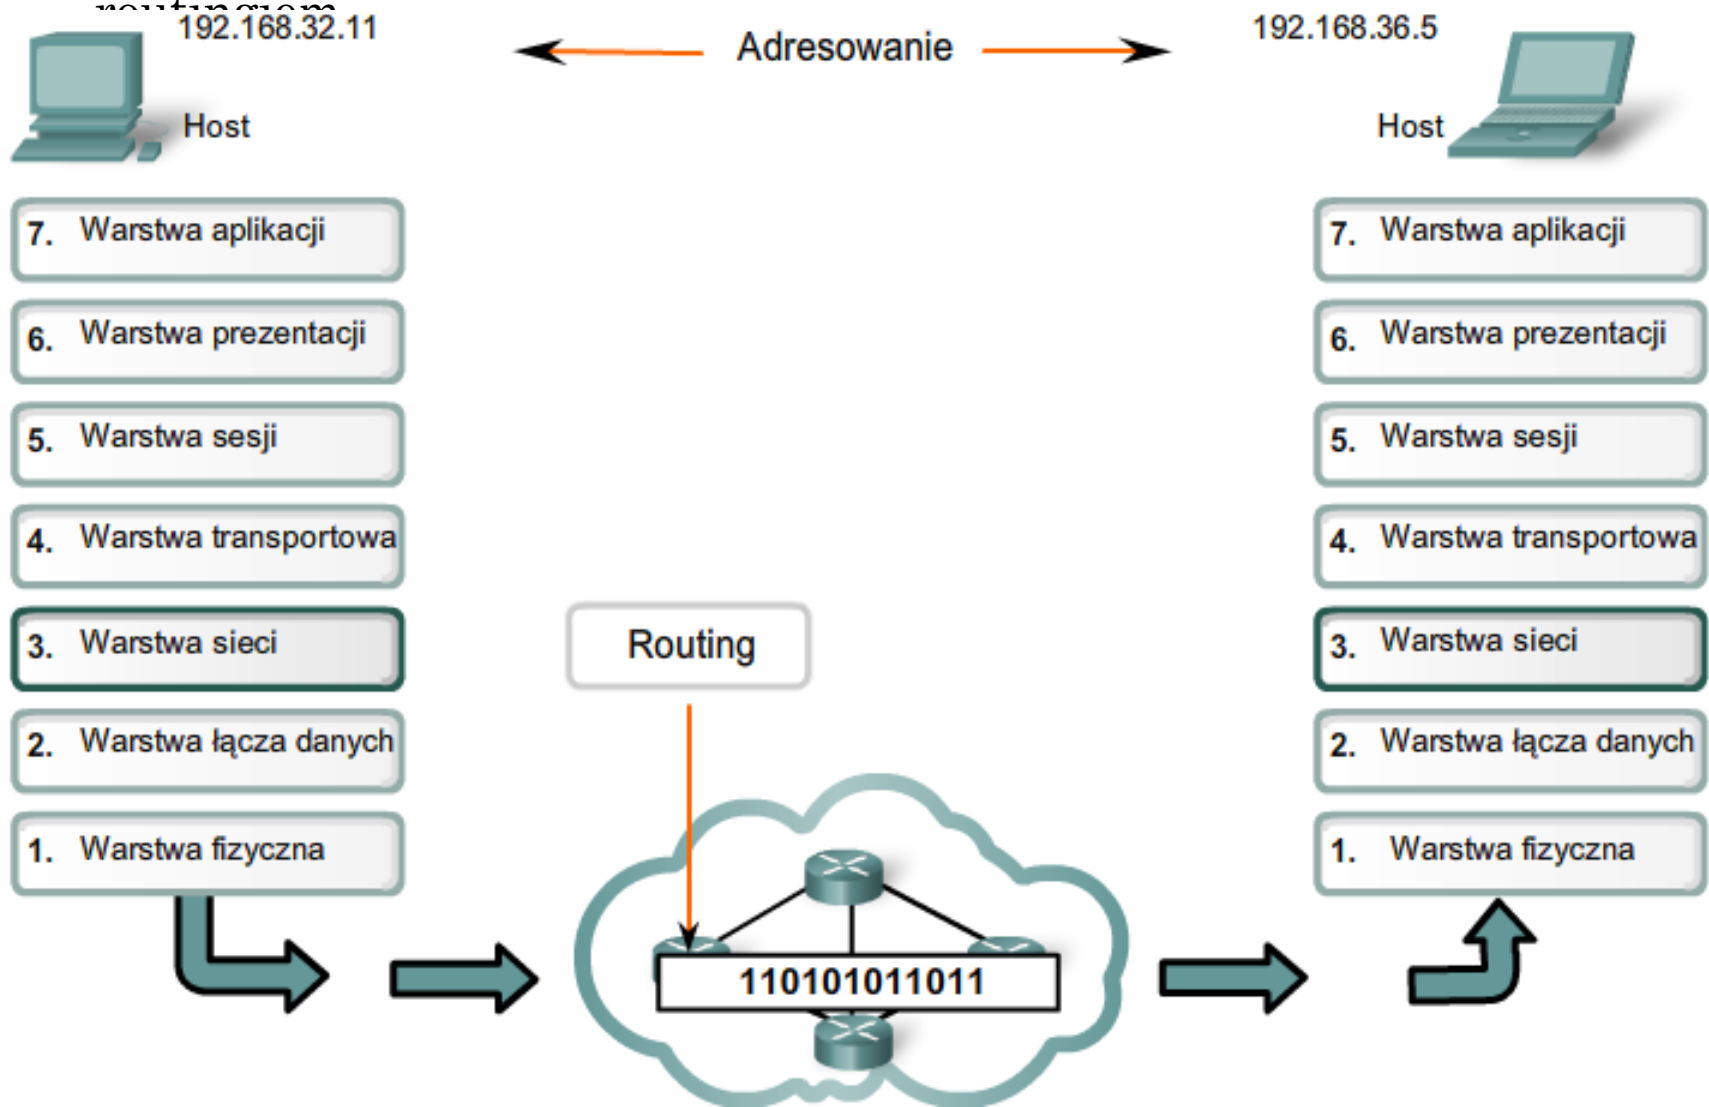 192.168.32.11
Adresowanie
192.168.36.5
Host
Host
7. Warstwa aplikacji
6. Warstwa prezentacji
5. Warstwa sesji
4. Warstwa transportowa
3. Warstwa sieci
2. Warstwa łącza danych
1. Warstwa fizyczna
7. Warstwa aplikacji
6. Warstwa prezentacji
5. Warstwa sesji
4. Warstwa transportowa
3. Warstwa sieci
2. Warstwa łącza danych
1. Warstwa fizyczna
Routing
110101011011